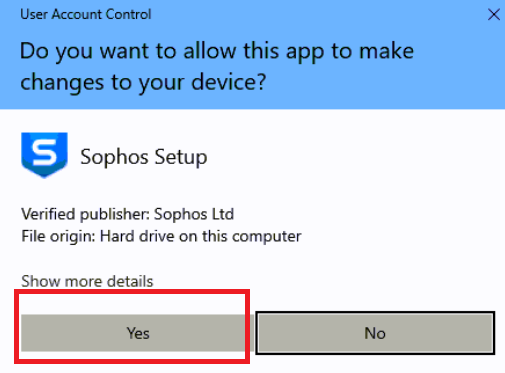 User Account Control
Do you want to allow this app to make
changes to your device?
S
Sophos Setup
Verified publisher: Sophos Ltd
File origin: Hard drive on this computer
Show more details
Yes
No